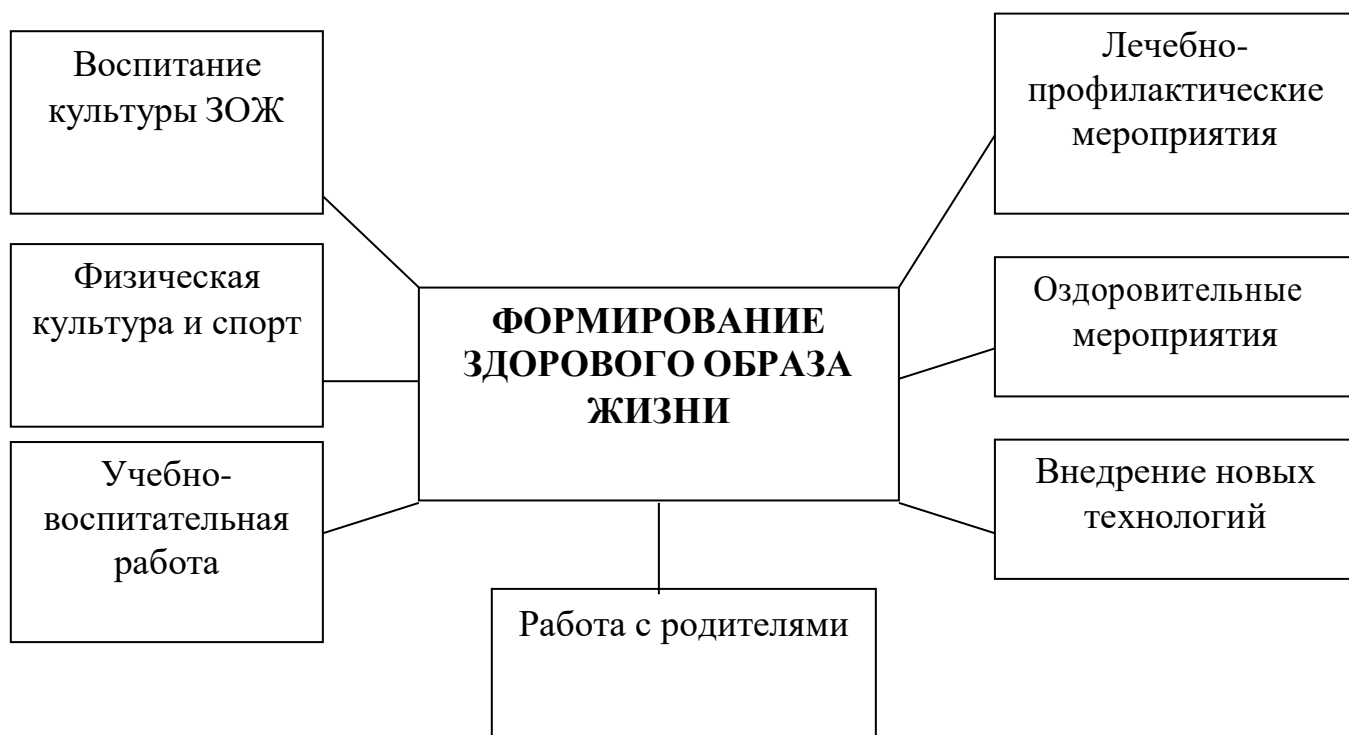 Воспитание
культуры ЗОЖ
Физическая
культура и спорт
Учебно-
воспитательная
работа
ФОРМИРОВАНИЕ
ЗДОРОВОГО ОБРАЗА
ЖИЗНИ
Работа с родителями
Лечебно-
профилактические
мероприятия
Оздоровительные
мероприятия
Внедрение новых
технологий